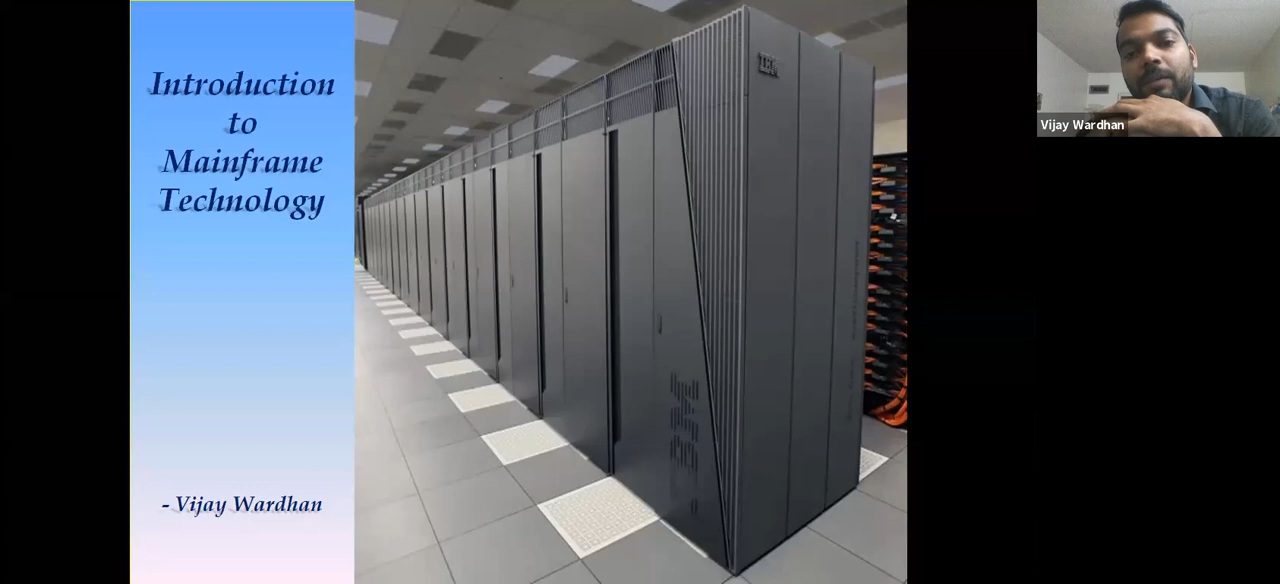 Introduction
to
Mainframe
Technology
- Vijay Wardhan
IBM
IBM
Vijay Wardhan